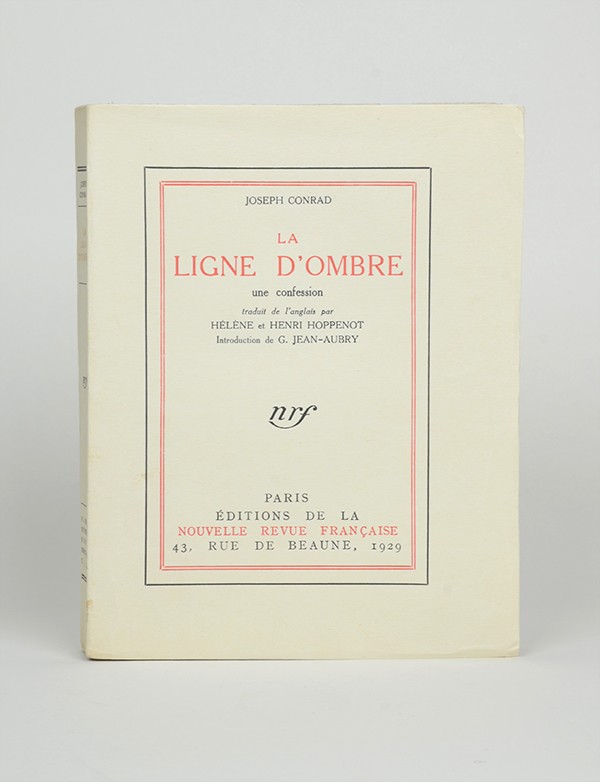 JOSEPH CONRAD
LA
LIGNE D'OMBRE
une confession
traduit de l'anglais par
HÉLÈNE et HENRI HOPPENOT
Introduction de G. JEAN-AUBRY
nrf
PARIS
ÉDITIONS DE LA
NOUVELLE REVUE FRANÇAISE
43, RUE DE BEAUNE, 1929